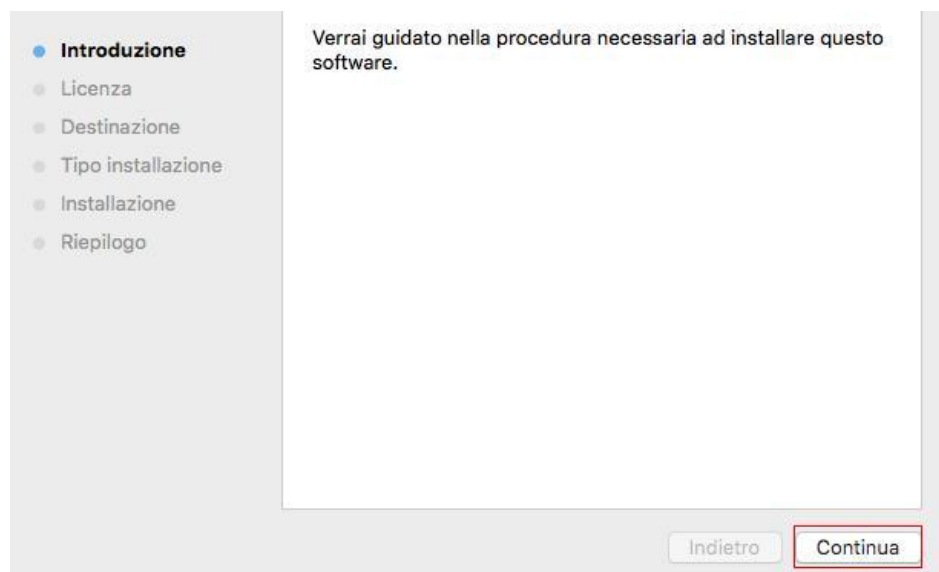 Introduzione
Licenza
Destinazione
Tipo installazione
Installazione
Riepilogo
Verrai guidato nella procedura necessaria ad installare questo
software.
Indietro
Continua